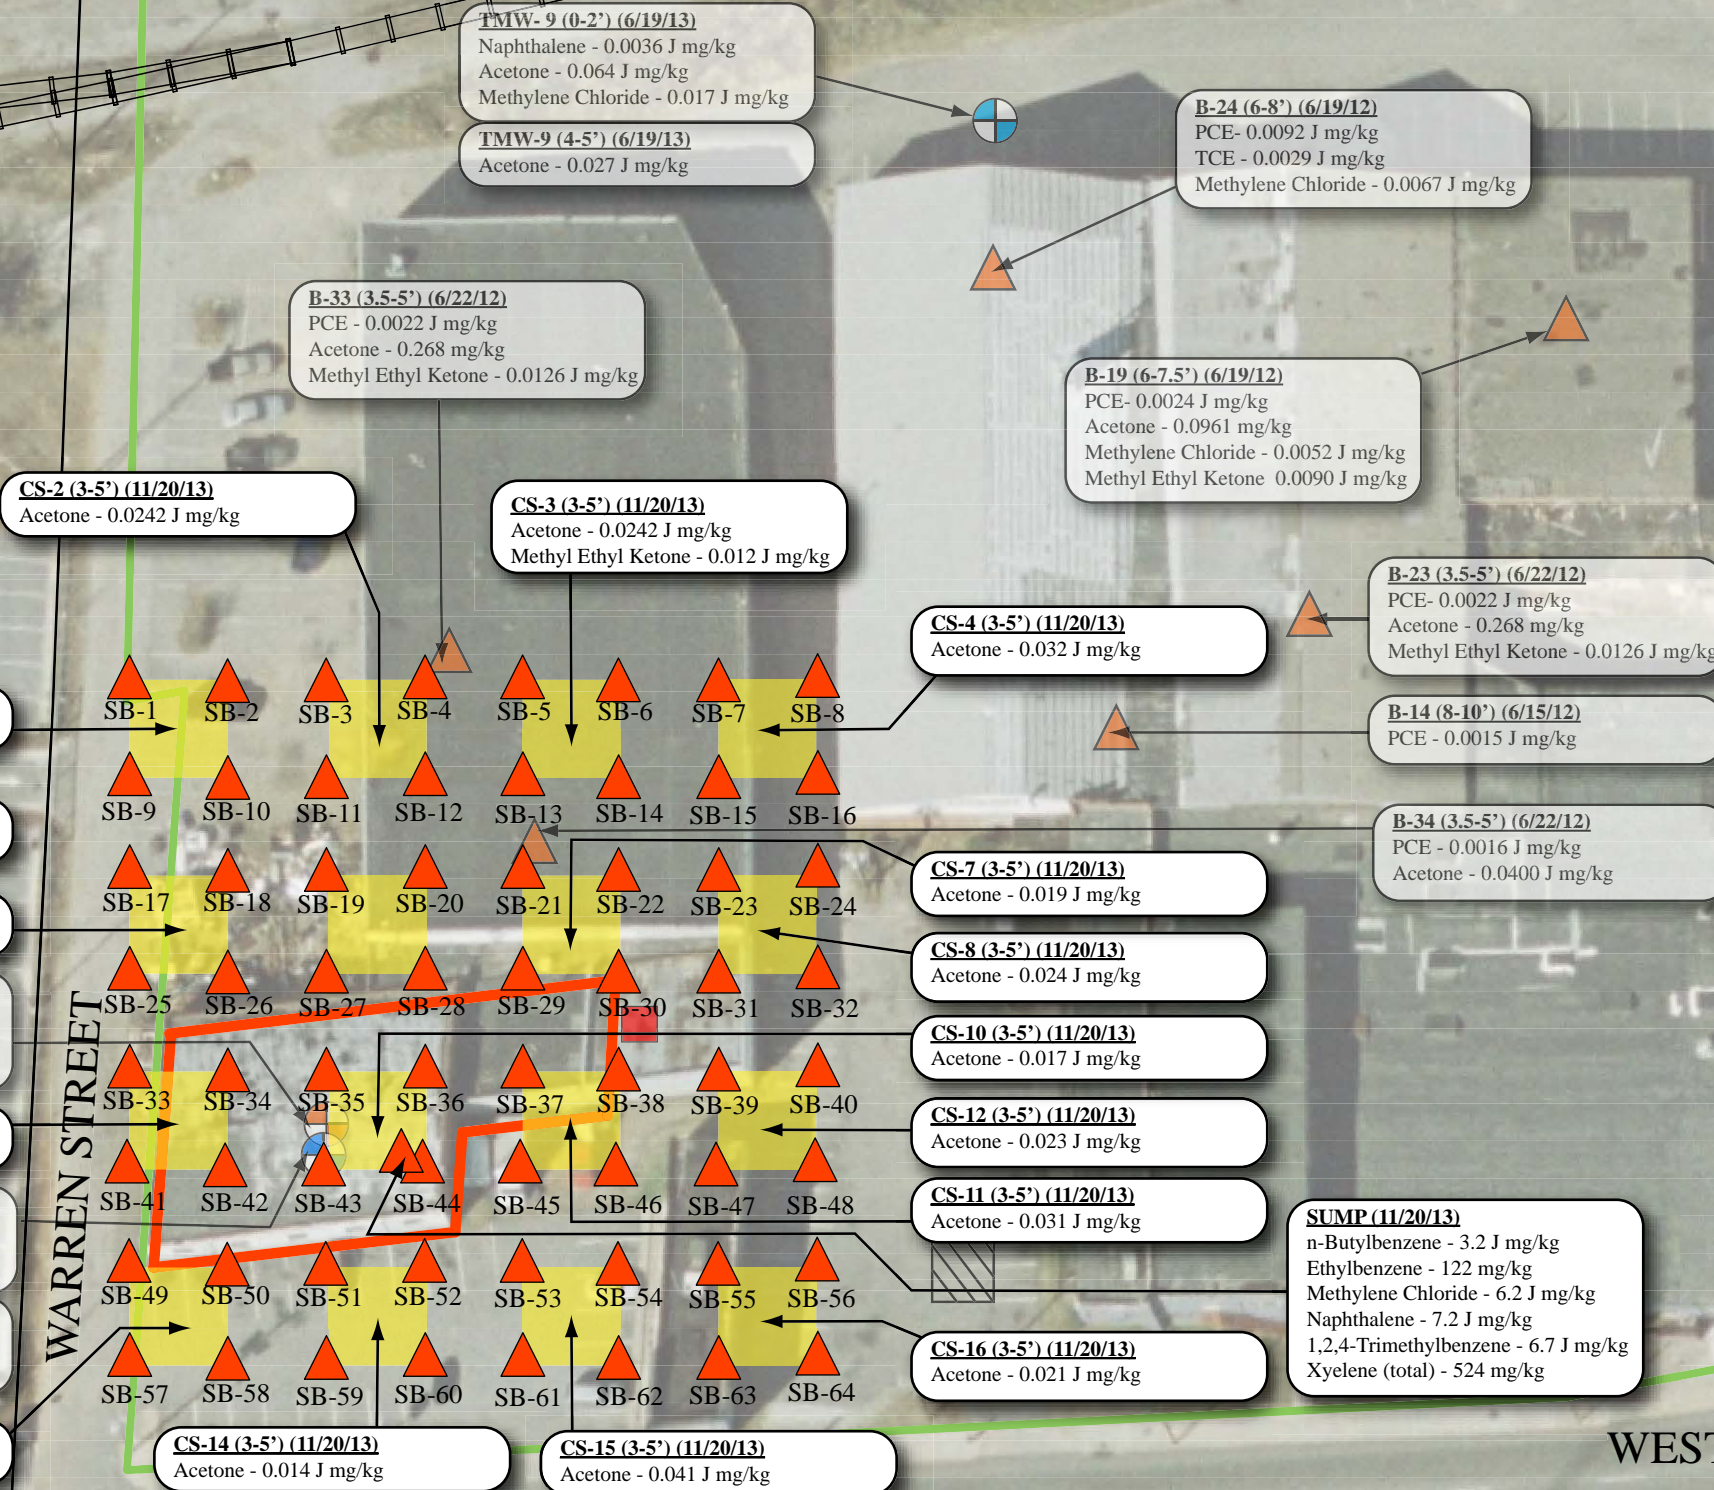 TMW- 9 (0-2’) (6/19/13)
Naphthalene - 0.0036 J mg/kg
Acetone - 0.064 J mg/kg
Methylene Chloride - 0.017 J mg/kg
TMW-9 (4-5’) (6/19/13)
Acetone - 0.027 J mg/kg
B-24 (6-8’) (6/19/12)
PCE- 0.0092 J mg/kg
TCE - 0.0029 J mg/kg
Methylene Chloride - 0.0067 J mg/kg
B-33 (3.5-5’) (6/22/12)
PCE - 0.0022 J mg/kg
Acetone - 0.268 mg/kg
Methyl Ethyl Ketone - 0.0126 J mg/kg
B-19 (6-7.5’) (6/19/12)
PCE- 0.0024 J mg/kg
Acetone - 0.0961 mg/kg
Methylene Chloride - 0.0052 J mg/kg
Methyl Ethyl Ketone 0.0090 J mg/kg
CS-2 (3-5’) (11/20/13)
Acetone - 0.0242 J mg/kg
CS-3 (3-5’) (11/20/13)
Acetone - 0.0242 J mg/kg
Methyl Ethyl Ketone - 0.012 J mg/kg
B-23 (3.5-5’) (6/22/12)
PCE- 0.0022 J mg/kg
Acetone - 0.268 mg/kg
Methyl Ethyl Ketone - 0.0126 J mg/kg
CS-4 (3-5’) (11/20/13)
Acetone - 0.032 J mg/kg
B-14 (8-10’) (6/15/12)
PCE - 0.0015 J mg/kg
SB-1 SB-2 SB-3 SB-4 SB-5 SB-6 SB-7 SB-8
SB-9 SB-10 SB-11 SB-12 SB-13 SB-14 SB-15 SB-16
B-34 (3.5-5’) (6/22/12)
PCE - 0.0016 J mg/kg
Acetone - 0.0400 J mg/kg
CS-7 (3-5’) (11/20/13)
Acetone - 0.019 J mg/kg
SB-17 SB-18 SB-19 SB-20 SB-21 SB-22 SB-23 SB-24
CS-8 (3-5’) (11/20/13)
Acetone - 0.024 J mg/kg
SB-25 SB-26 SB-27 SB-28 SB-29 SB-30 SB-31 SB-32
CS-10 (3-5’) (11/20/13)
Acetone - 0.017 J mg/kg
SB-33 SB-34 SB-35 SB-36 SB-37 SB-38 SB-39 SB-40
CS-12 (3-5’) (11/20/13)
Acetone - 0.023 J mg/kg
WARREN STREET
SB-41 SB-42 SB-43 SB-44 SB-45 SB-46 SB-47 SB-48
CS-11 (3-5’) (11/20/13)
Acetone - 0.031 J mg/kg
SUMP (11/20/13)
n-Butylbenzene - 3.2 J mg/kg
Ethylbenzene - 122 mg/kg
Methylene Chloride - 6.2 J mg/kg
Naphthalene - 7.2 J mg/kg
1,2,4-Trimethylbenzene - 6.7 J mg/kg
Xyelene (total) - 524 mg/kg
SB-49 SB-50 SB-51 SB-52 SB-53 SB-54 SB-55 SB-56
CS-16 (3-5’) (11/20/13)
Acetone - 0.021 J mg/kg
SB-57 SB-58 SB-59 SB-60 SB-61 SB-62 SB-63 SB-64
CS-14 (3-5’) (11/20/13)
Acetone - 0.014 J mg/kg
CS-15 (3-5’) (11/20/13)
Acetone - 0.041 J mg/kg
WEST